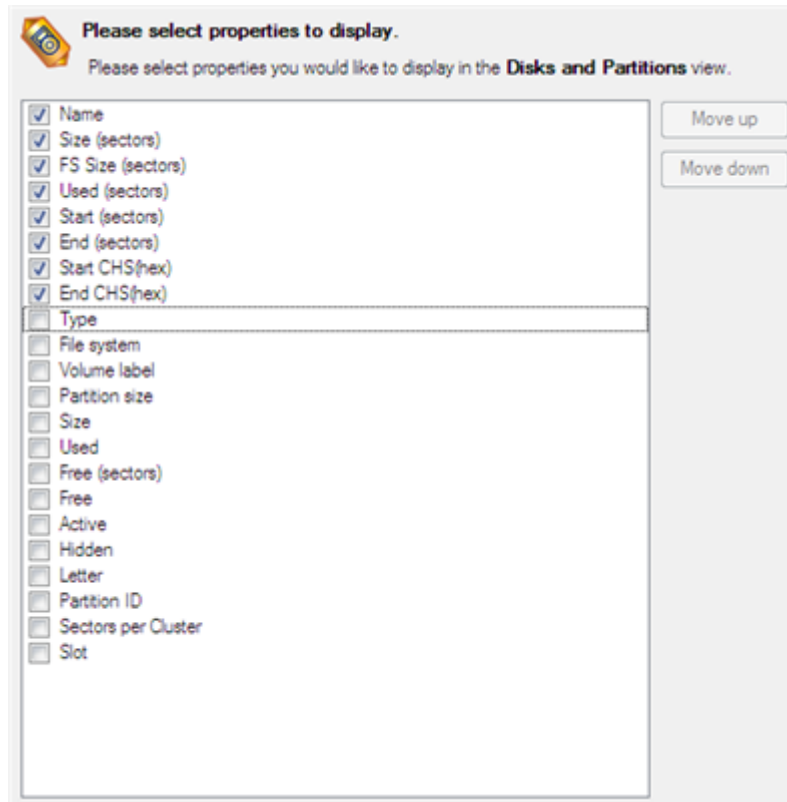 Please select properties to display.
Please select properties you would like to display in the Disks and Partitions view.
Name
Size (sectors)
FS Size (sectors)
Used (sectors)
Start (sectors)
End (sectors)
Start CHS(hex)
End CHS(hex)
Type
File system
Volume label
Partition size
Size
Used
Free (sectors)
Free
Active
Hidden
Letter
Partition ID
Sectors per Cluster
Slot
Move up
Move down